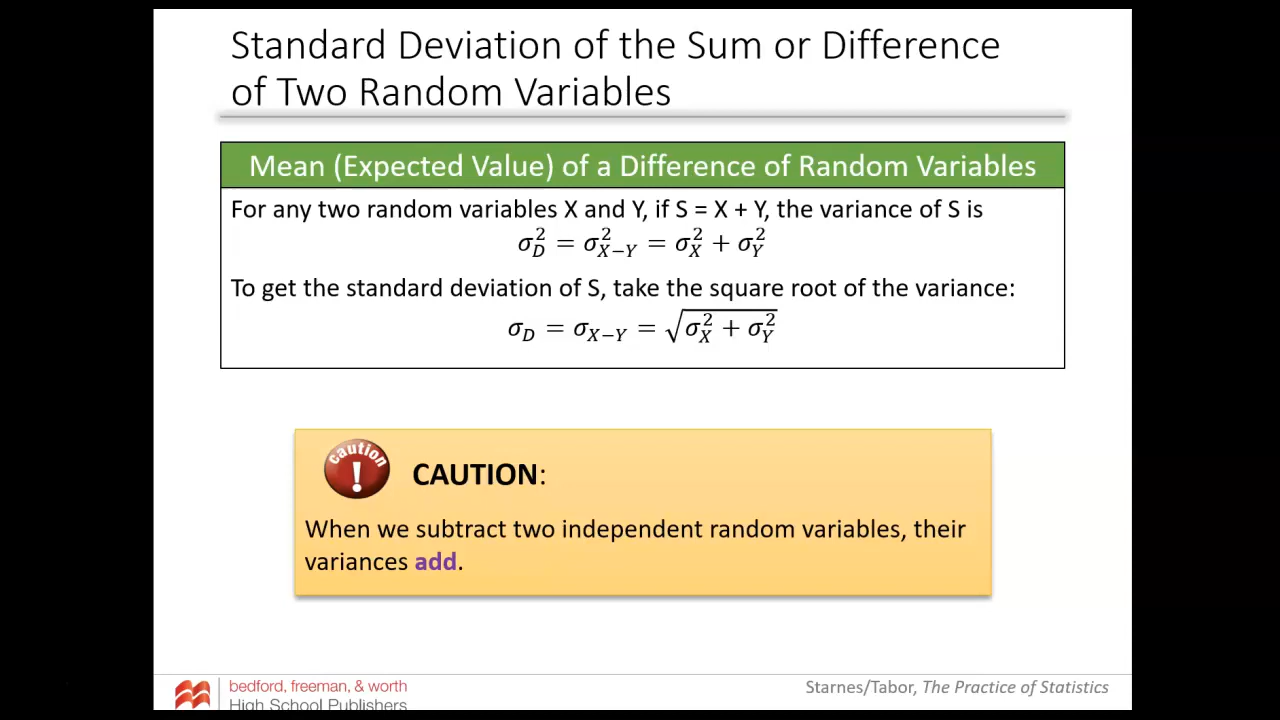 Standard Deviation of the Sum or Difference
of Two Random Variables
Mean (Expected Value) of a Difference of Random Variables
For any two random variables X and Y, if S = X + Y, the variance of S is
σ²_D = σ²_{X−Y} = σ²_X + σ²_Y
To get the standard deviation of S, take the square root of the variance:
σ_D = σ_{X−Y} = √(σ²_X + σ²_Y)
caution
!
CAUTION:
When we subtract two independent random variables, their
variances add.
bedford, freeman, & worth
High School Publishers
Starnes/Tabor, The Practice of Statistics